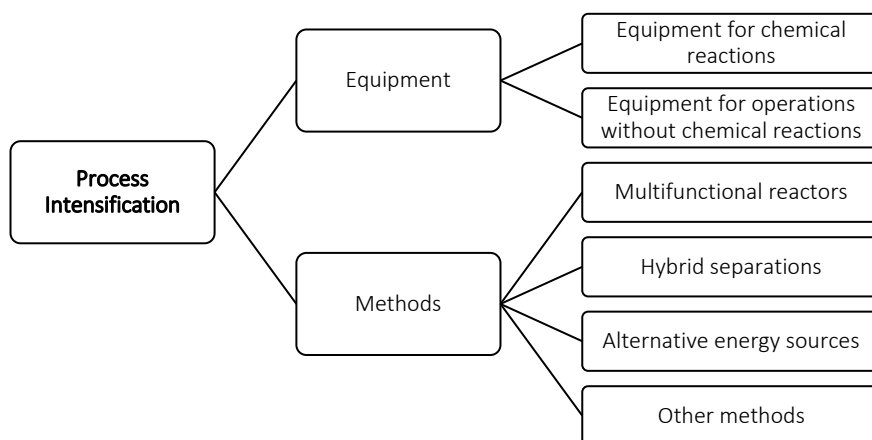 Process
Intensification
Equipment
Equipment for chemical
reactions
Equipment for operations
without chemical reactions
Methods
Multifunctional reactors
Hybrid separations
Alternative energy sources
Other methods